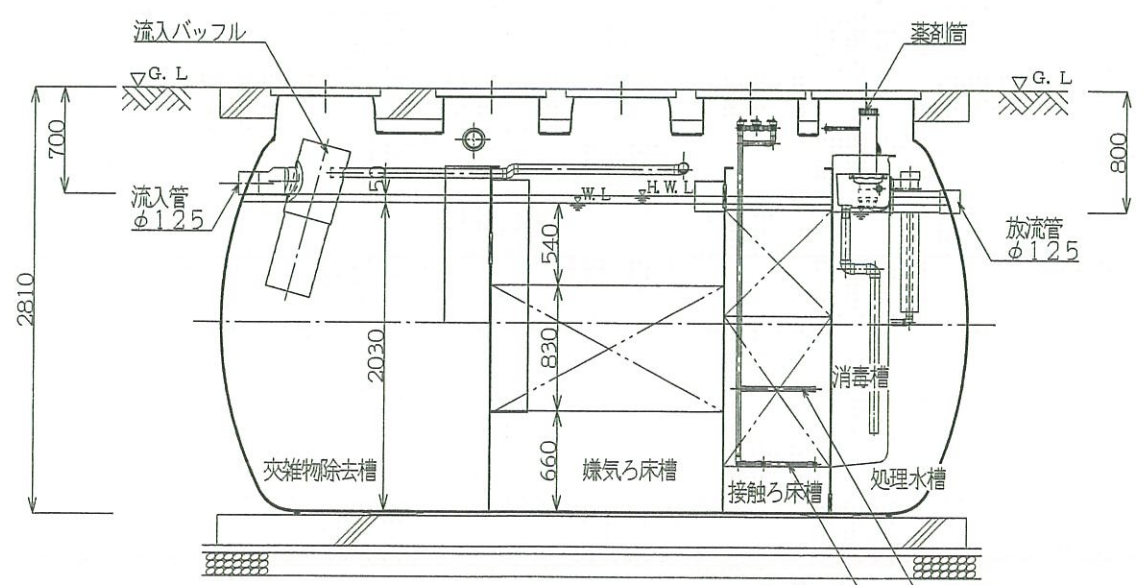 流入バッフル
薬剤筒
G. L
G. L
700
800
流入管
φ125
50
W. L
H. W. L
放流管
φ125
2810
540
2030
830
消毒槽
660
夾雑物除去槽
嫌気ろ床槽
接触ろ床槽
処理水槽